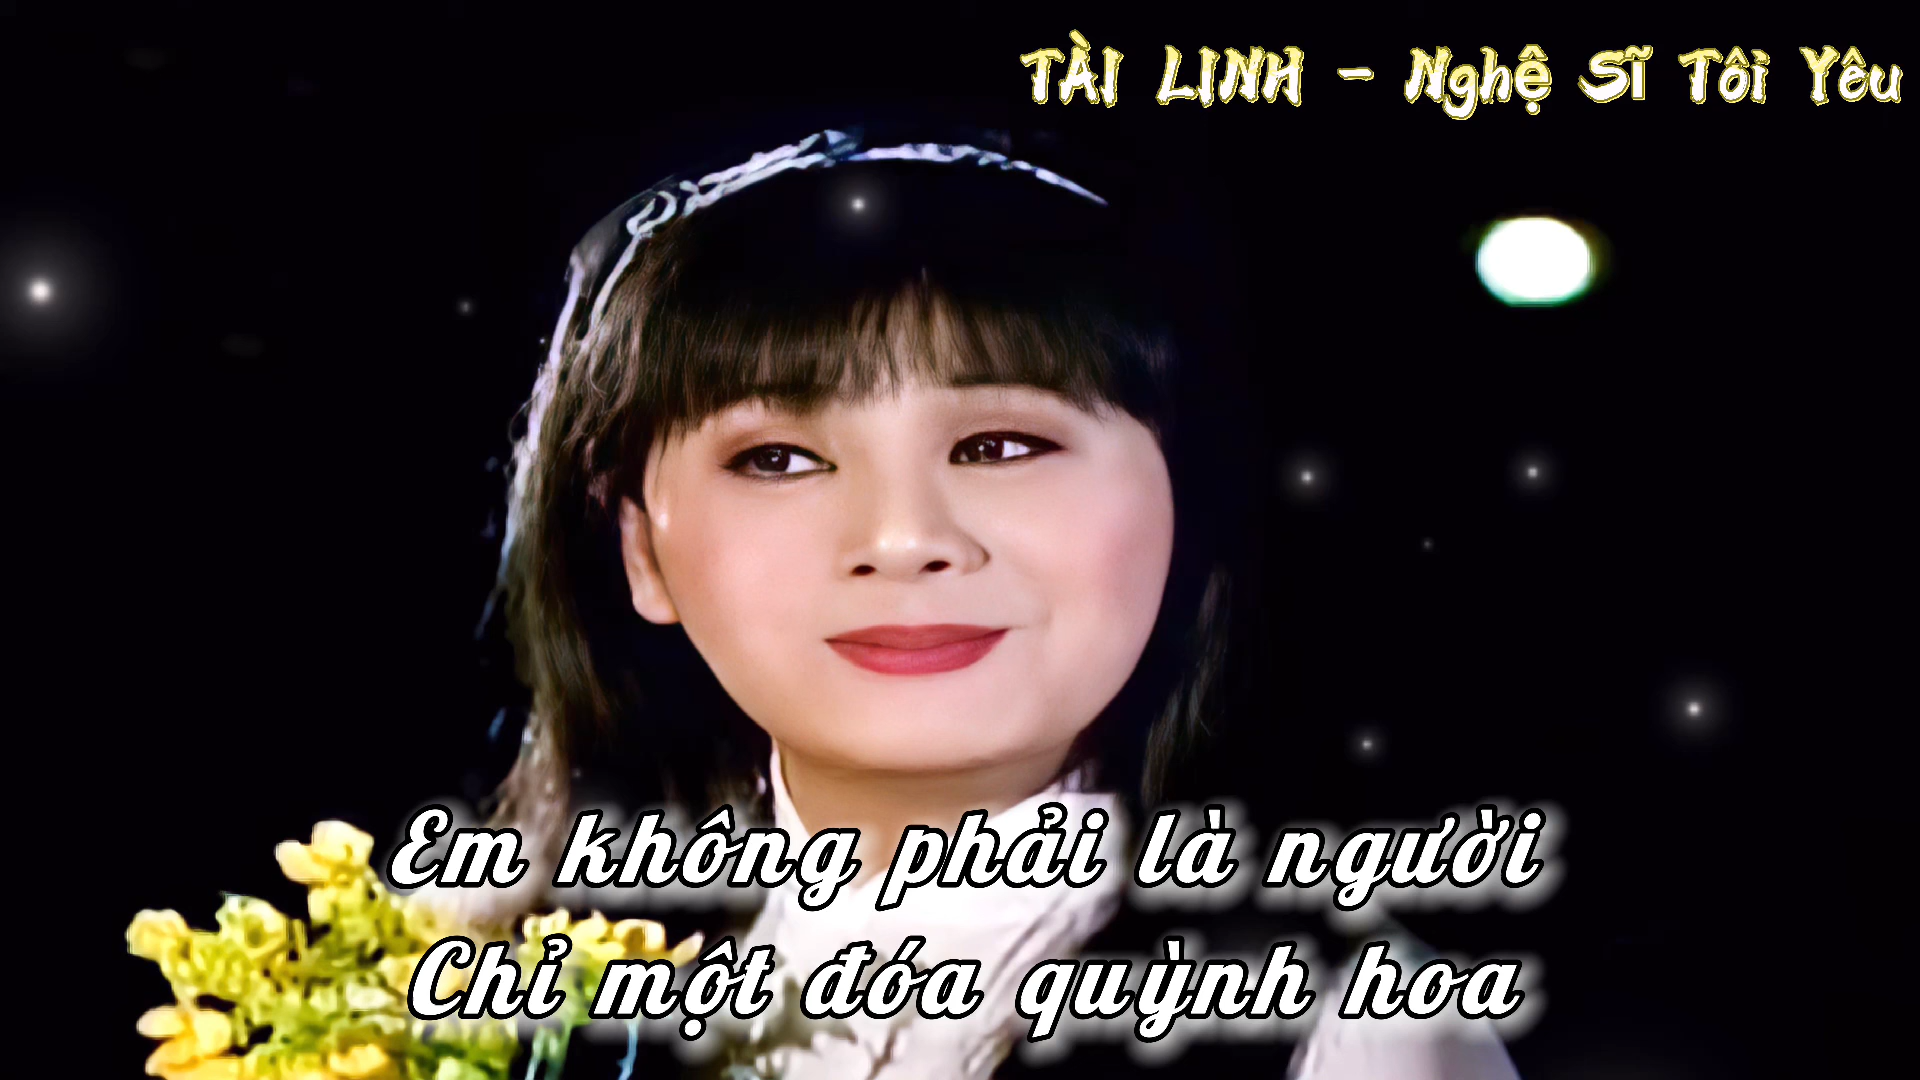 TÀI LINH - Nghệ Sĩ Tôi Yêu
Em không phải là người
Chỉ một đóa quỳnh hoa